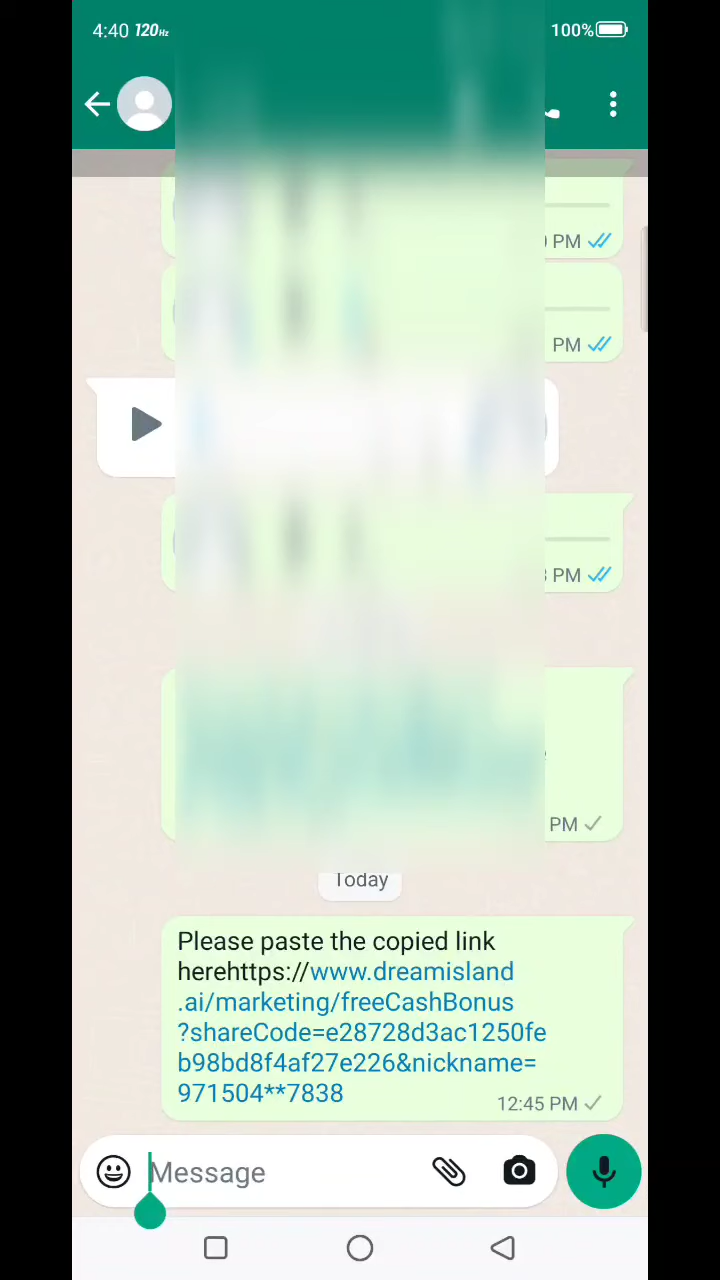 4:40 120Hz 100%
PM
PM
PM
PM
Today
Please paste the copied link
herehttps://www.dreamisland
.ai/marketing/freeCashBonus
?shareCode=e28728d3ac1250fe
b98bd8f4af27e226&nickname=
971504**7838
12:45 PM
Message